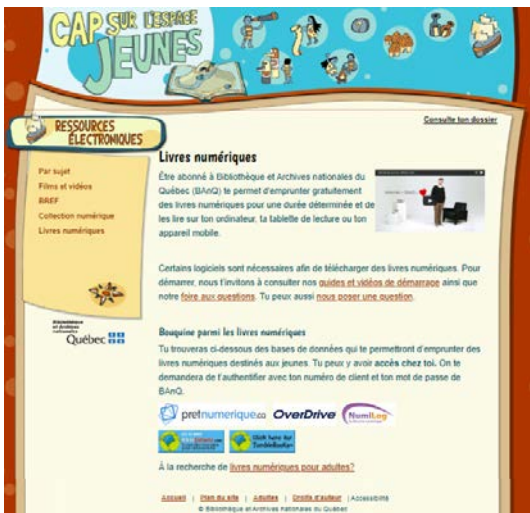 CAP SUR L'ESPACE
JEUNES
Consulte ton dossier
RESSOURCES
ÉLECTRONIQUES
Par sujet
Films et vidéos
BREF
Collection numérique
Livres numériques
Québec
Livres numériques
Être abonné à Bibliothèque et Archives nationales du
Québec (BAnQ) te permet d'emprunter gratuitement
des livres numériques pour une durée déterminée et de
les lire sur ton ordinateur, ta tablette de lecture ou ton
appareil mobile.
Certains logiciels sont nécessaires afin de télécharger des livres numériques. Pour
démarrer, nous t'invitons à consulter nos guides et vidéos de démarrage ainsi que
notre foire aux questions. Tu peux aussi nous poser une question.
Bouquine parmi les livres numériques
Tu trouveras ci-dessous des bases de données qui te permettront d'emprunter des
livres numériques destinés aux jeunes. Tu peux y avoir accès chez toi. On te
demandera de t'authentifier avec ton numéro de client et ton mot de passe de
BAnQ.
pretnumerique.ca OverDrive NumiLog
Click here for
TumbleBooks
À la recherche de livres numériques pour adultes?
Accueil | Plan du site | Adultes | Droits d'auteur | Accessibilité
© Bibliothèque et Archives nationales du Québec